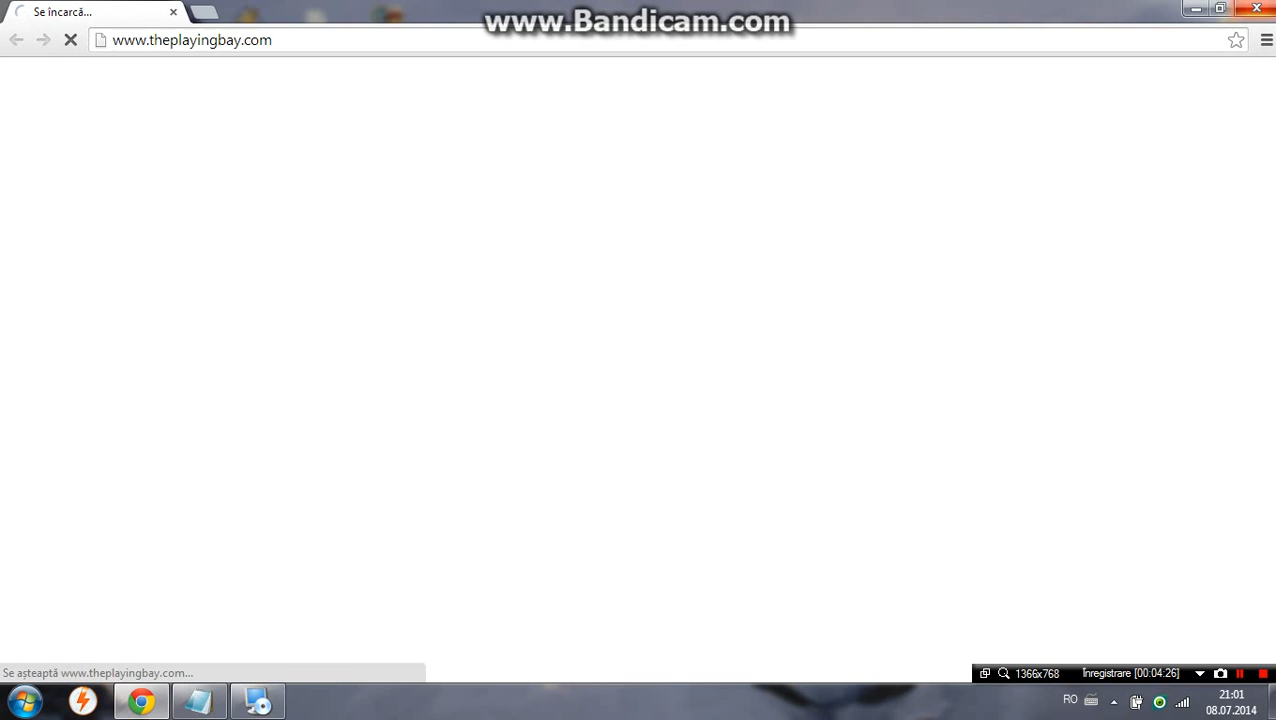 Se încarcă...
www.Bandicam.com
www.theplayingbay.com
Se așteaptă www.theplayingbay.com...
1366x768 Înregistrare [00:04:26]
RO
21:01
08.07.2014